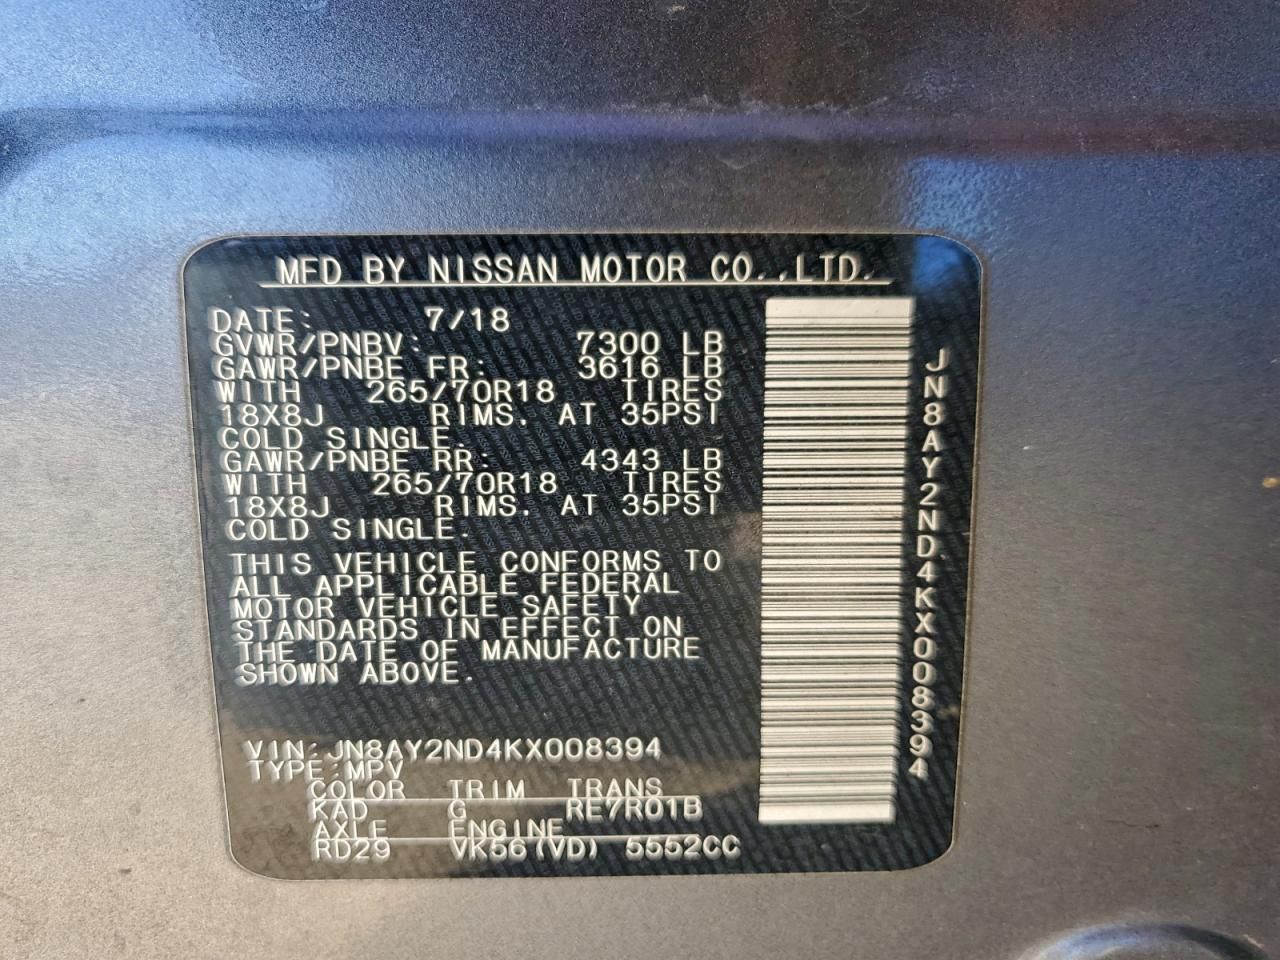 MFD BY NISSAN MOTOR CO.,LTD.
DATE: 7/18
GVWR/PNBV: 7300 LB
GAWR/PNBE FR: 3616 LB
WITH 265/70R18 TIRES
18X8J RIMS. AT 35PSI
COLD SINGLE.
GAWR/PNBE RR: 4343 LB
WITH 265/70R18 TIRES
18X8J RIMS. AT 35PSI
COLD SINGLE.
THIS VEHICLE CONFORMS TO
ALL APPLICABLE FEDERAL
MOTOR VEHICLE SAFETY
STANDARDS IN EFFECT ON
THE DATE OF MANUFACTURE
SHOWN ABOVE.
VIN:JN8AY2ND4KX008394
TYPE:MPV
COLOR TRIM TRANS
KAD G RE7R01B
AXLE ENGINE
RD29 VK56(VD) 5552CC
JN8AY2ND4KX008394